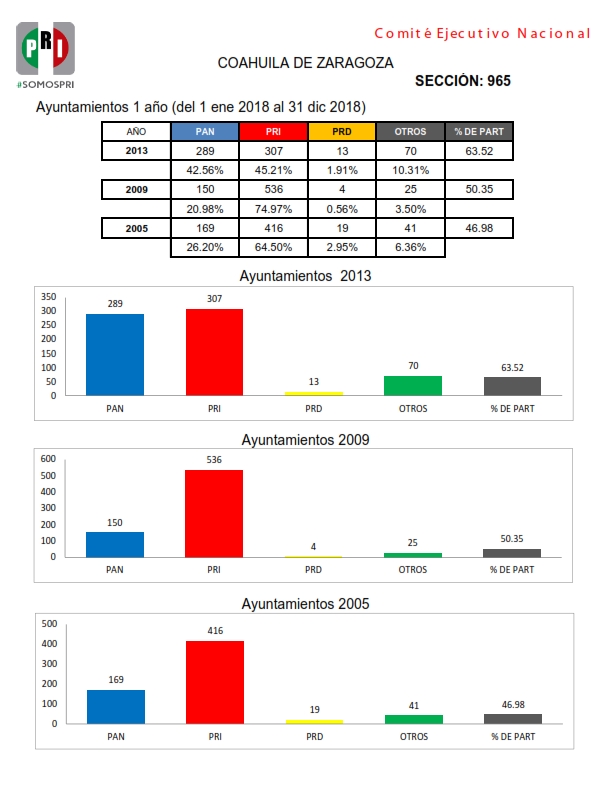 Comité Ejecutivo Nacional
PRI
#SOMOSPRI
COAHUILA DE ZARAGOZA
SECCIÓN: 965
Ayuntamientos 1 año (del 1 ene 2018 al 31 dic 2018)
AÑO PAN PRI PRD OTROS % DE PART
2013 289 307 13 70 63.52
42.56% 45.21% 1.91% 10.31%
2009 150 536 4 25 50.35
20.98% 74.97% 0.56% 3.50%
2005 169 416 19 41 46.98
26.20% 64.50% 2.95% 6.36%
Ayuntamientos 2013
350
300
250
200
150
100
50
0
289 307 13 70 63.52
PAN PRI PRD OTROS % DE PART
Ayuntamientos 2009
600
500
400
300
200
100
0
150 536 4 25 50.35
PAN PRI PRD OTROS % DE PART
Ayuntamientos 2005
500
400
300
200
100
0
169 416 19 41 46.98
PAN PRI PRD OTROS % DE PART